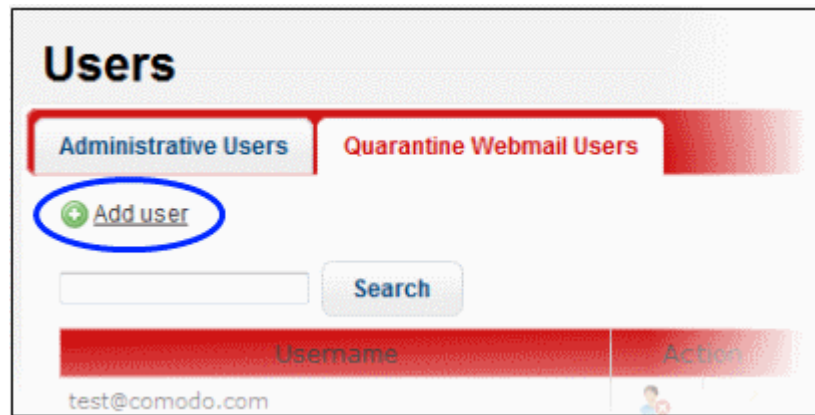 Users
Administrative Users Quarantine Webmail Users
Add user
Search
Username Action
test@comodo.com